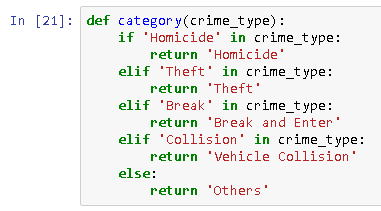 In [21]: def category(crime_type):
    if 'Homicide' in crime_type:
        return 'Homicide'
    elif 'Theft' in crime_type:
        return 'Theft'
    elif 'Break' in crime_type:
        return 'Break and Enter'
    elif 'Collision' in crime_type:
        return 'Vehicle Collision'
    else:
        return 'Others'